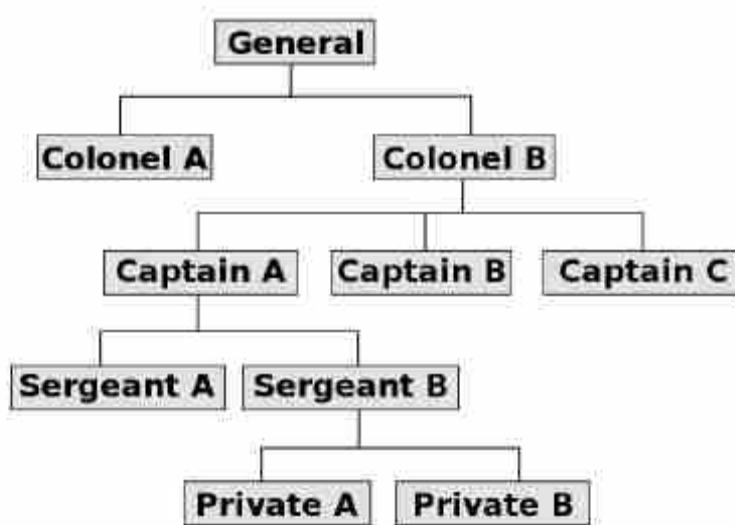 General
Colonel A Colonel B
Captain A Captain B Captain C
Sergeant A Sergeant B
Private A Private B